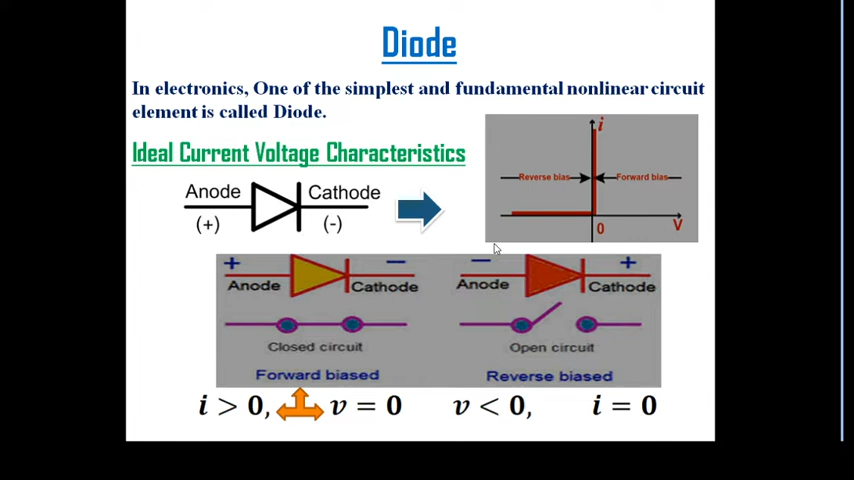 Diode
In electronics, One of the simplest and fundamental nonlinear circuit
element is called Diode.
Ideal Current Voltage Characteristics
i
Reverse bias
Forward bias
0
V
Anode
Cathode
(+)
(-)
+
−
Anode
Cathode
Closed circuit
Forward biased
−
+
Anode
Cathode
Open circuit
Reverse biased
i > 0, v = 0
v < 0, i = 0